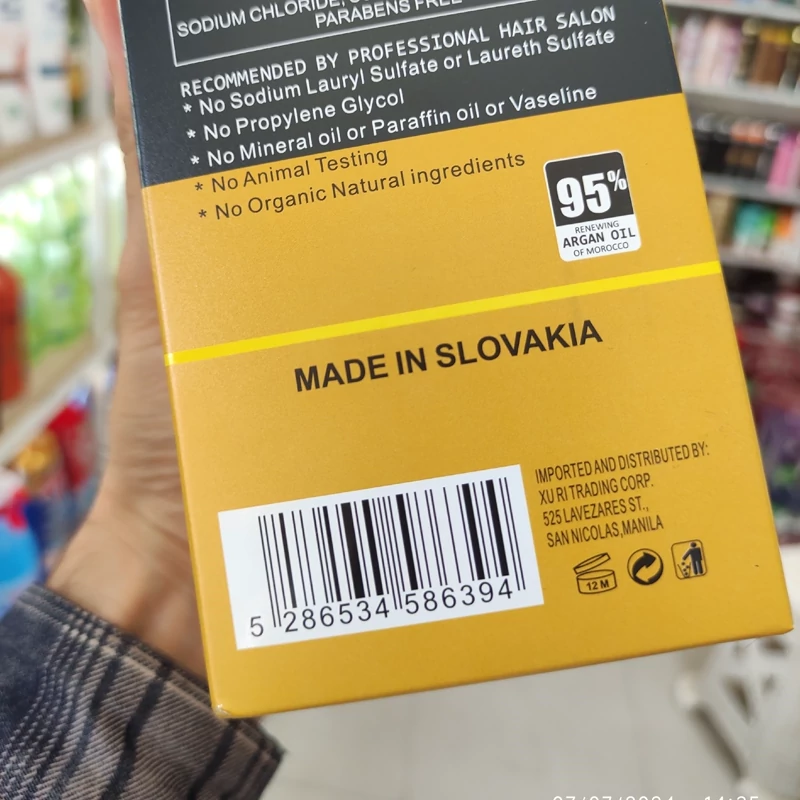 SODIUM CHLORIDE,
PARABENS FREE
RECOMMENDED BY PROFESSIONAL HAIR SALON
* No Sodium Lauryl Sulfate or Laureth Sulfate
* No Propylene Glycol
* No Mineral oil or Paraffin oil or Vaseline
* No Animal Testing
* No Organic Natural ingredients
95%
RENEWING
ARGAN OIL
OF MOROCCO
MADE IN SLOVAKIA
IMPORTED AND DISTRIBUTED BY:
XU RI TRADING CORP.
525 LAVEZARES ST.,
SAN NICOLAS,MANILA
12 M
5 286534 586394